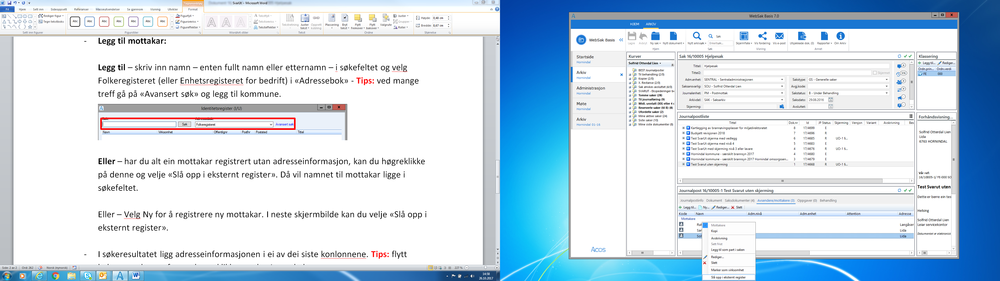 SvarUt - Microsoft Word
Tegneverktøy
Fil Hjem Sett inn Sideoppsett Referanser Masseutsendelser Se gjennom Visning Utvikler Format
Rediger figur
Tegn tekstboks
Sett inn figurer
Abc Abc Abc Abc Abc Abc Abc
Figurfyll
Figuromriss
Figureffekter
Figurstiler
Tekstfyll
Tekstomriss
Teksteffekter
WordArt-stiler
Tekstretning
Juster tekst
Opprett kobling
Tekst
Plassering
Bryt tekst
Flytt fremover
Flytt bakover
Valgrute
Juster
Grupper
Roter
Ordne
Høyde: 0,48 cm
Bredde: 8,67 cm
Størrelse
- Legg til mottakar:
Legg til – skriv inn namn – enten fullt namn eller etternamn – i søkefeltet og velg
Folkeregisteret (eller Enhetsregisteret for bedrift) i «Adressebok» - Tips: ved mange
treff gå på «Avansert søk» og legg til kommune.
Identitetsregister (I/U)
Søk: Adressebok:
Søk Folkeregisteret Avansert søk
Navn Virksomhet Offentlignr Postnr Poststed Tittel
Eller – har du alt ein mottakar registrert utan adresseinformasjon, kan du høgreklikke
på denne og velje «Slå opp i eksternt register». Då vil namnet til mottakar ligge i
søkefeltet.
Eller – Velg Ny for å registrere ny mottakar. I neste skjermbilde kan du velje «Slå opp i
eksternt register».
- I søkeresultatet ligg adresseinformasjonen i ei av dei siste konlonnene. Tips: flytt
Side: 2 av 2 Ord: 262 Norsk (nynorsk) 227 %
14:58
26.10.2017
WebSak Basis 7.0
HJEM ARKIV
WebSak Basis
Lagre Avbryt Ny sak Nytt dokument
Hjem
Nytt arkivsøk Søk
Enkeltsøk...
Søk
Skjermflate Vis fordeling Vis e-post
Visning
Utsjekkede dok. (0) Rapporter Om Arkiv
Annet
Startside
Hornindal
Arkiv
Hornindal
Administrasjon
Hornindal
Møte
Hornindal
Arkiv
Hornindal 01-16
ACOS
Kurver
Solfrid Otterdal Lien
BEST Journalposter
Til behandling (2/0)
Kopier (2/0)
X. Restanse (2/0)
Sak ønskes avsluttet (4/0)
SVARUT - Ekspederinger be
Tomme saker (28)
Til journalføring (9)
Midl. unntatt (XX) etter 4 c
Reserverte saker (til B) (8)
Ufordelte saker (2)
Mine aktive saker (24)
Siste saker (10)
Mine siste dokumenter (8)
Sak 16/10005 Hjelpesak
Tittel: Hjelpesak
Tittel2: Skjermet
Adm.enhet: SENTRAL - Sentraladministrasjonen Sakstype: GS - Generelle saker
Saksansvarlig: SOLI - Solfrid Otterdal Lien Avgj.kode:
Journalenhet: PM - Postmottak Sakstatus: B - Under Behandling
Arkivdel: SAK - Saksarkiv Saksdato: 29.08.2016
Skjerming: Avsluttet:
0
576
0
0
-
-
Klassering
Legg til... Rediger...
Ordn.prin... Ordn.verdi
FE 000
Journalpostliste
Tittel Dok.nr Id JP Status Skjerming Versjon Variant Avskrivning Bes
Kartlegging av brannøvingsplasser for miljødirektoratet 8 17/4699 E
Budsjett revisjonen 2018 7 17/4696 R
Test SvarUt skjerma med vedlegg 6 17/4685 R UO-1 §...
Test SvarUt skjerma med nivå 4 5 17/4683 E
Test SvarUt med skjerming nivå 3 eller lavare 4 17/4676 R UO-1 §...
Hornindal kommune - særskilt brannsyn 2017 4 17/4680 E
Hornindal kommune - særskilt brannsyn 2017 Hornindal omsorgssen... 3 17/4679 E
Test Svarut uten skjerming 1 17/4668 R UO-1 §...
Journalpost 16/10005-1 Test Svarut uten skjerming
Journalpostinfo Dokument Saksdokumenter (4) Avsendere/mottakere (3) Oppgaver (0) Behandling
Legg til... Ny... Rediger... Slett
Kode Navn Adm.nivå Adm.enhet Attention Adresse
Mottakere
Rut Langåser
San Lida
Sol Lida
Mottakere
Kopi
Avskrivning
Sett frist
Legg til som part i saken
Rediger...
Slett
Marker som virksomhet
Slå opp i eksternt register
Forhåndsvisning...
Solfrid Otterdal Lien
Lida
6763 HORNINDAL
Vår ref:
16/10005-1/ FE-000 SO
Test Svarut uten
Dette er berre ein tes
Helsing
Solfrid Otterdal Lien
Leiar servicekontor
Dokumentet er elektronisk